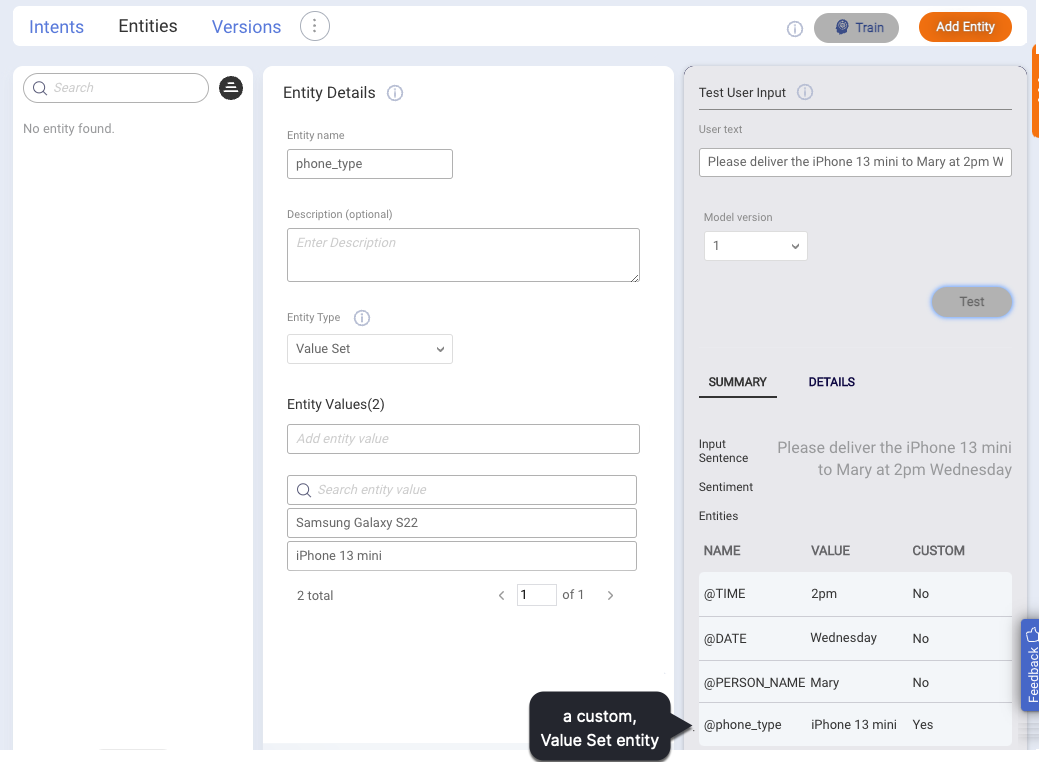 Intents Entities Versions
Train
Add Entity
Search
No entity found.
Entity Details
Entity name
phone_type
Description (optional)
Enter Description
Entity Type
Value Set
Entity Values(2)
Add entity value
Search entity value
Samsung Galaxy S22
iPhone 13 mini
2 total 1 of 1
Test User Input
User text
Please deliver the iPhone 13 mini to Mary at 2pm W
Model version
1
Test
SUMMARY DETAILS
Input
Sentence
Please deliver the iPhone 13 mini
to Mary at 2pm Wednesday
Sentiment
Entities
NAME VALUE CUSTOM
@TIME 2pm No
@DATE Wednesday No
@PERSON_NAME Mary No
@phone_type iPhone 13 mini Yes
a custom,
Value Set entity
Feedback